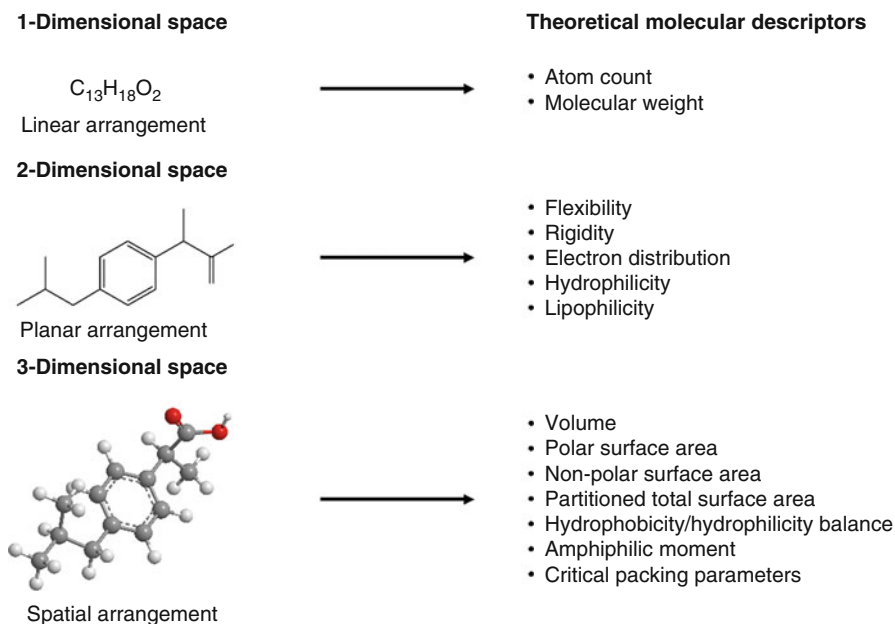 1-Dimensional space
Theoretical molecular descriptors
C₁₃H₁₈O₂
Linear arrangement
• Atom count
• Molecular weight
2-Dimensional space
Planar arrangement
• Flexibility
• Rigidity
• Electron distribution
• Hydrophilicity
• Lipophilicity
3-Dimensional space
Spatial arrangement
• Volume
• Polar surface area
• Non-polar surface area
• Partitioned total surface area
• Hydrophobicity/hydrophilicity balance
• Amphiphilic moment
• Critical packing parameters